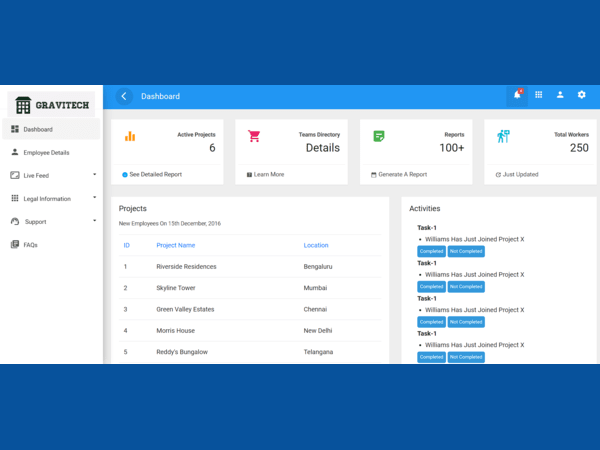 GRAVITECH
Dashboard
Employee Details
Live Feed
Legal Information
Support
FAQs
Dashboard
Active Projects
6
See Detailed Report
Teams Directory
Details
Learn More
Reports
100+
Generate A Report
Total Workers
250
Just Updated
Projects
New Employees On 15th December, 2016
ID Project Name Location
1 Riverside Residences Bengaluru
2 Skyline Tower Mumbai
3 Green Valley Estates Chennai
4 Morris House New Delhi
5 Reddy's Bungalow Telangana
Activities
Task-1
Williams Has Just Joined Project X
Completed Not Completed
Task-1
Williams Has Just Joined Project X
Completed Not Completed
Task-1
Williams Has Just Joined Project X
Completed Not Completed
Task-1
Williams Has Just Joined Project X
Completed Not Completed